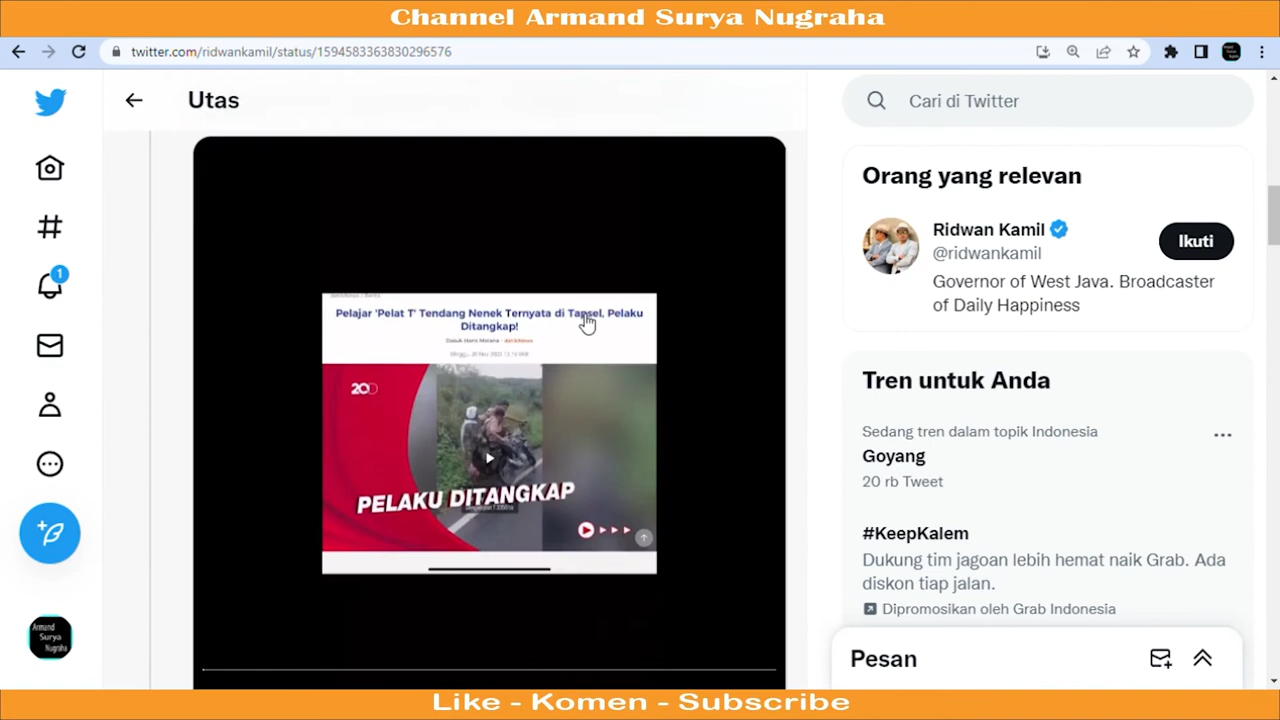 Channel Armand Surya Nugraha
twitter.com/ridwankamil/status/1594583363830296576
Utas
Cari di Twitter
Orang yang relevan
Ridwan Kamil
@ridwankamil
Ikuti
Governor of West Java. Broadcaster
of Daily Happiness
Tren untuk Anda
Sedang tren dalam topik Indonesia
Goyang
20 rb Tweet
#KeepKalem
Dukung tim jagoan lebih hemat naik Grab. Ada
diskon tiap jalan.
Dipromosikan oleh Grab Indonesia
Pesan
1
Armand
Surya
Nugraha
Pelajar 'Pelat T' Tendang Nenek Ternyata di Tapsel, Pelaku
Ditangkap!
20D
PELAKU DITANGKAP
Like - Komen - Subscribe